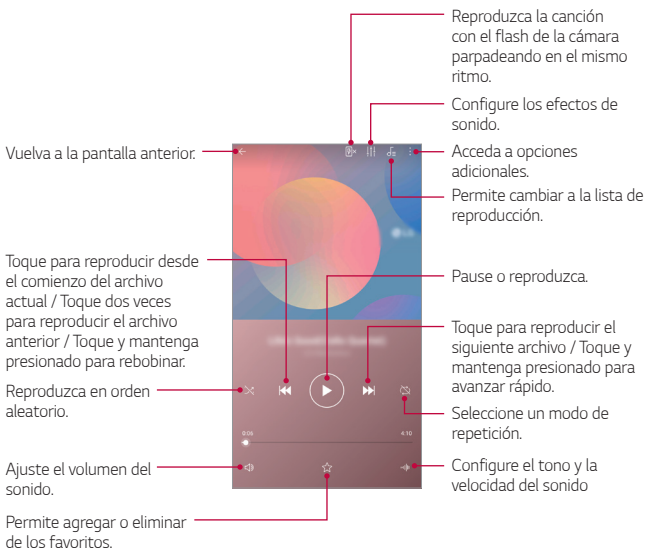 Reproduzca la canción
con el flash de la cámara
parpadeando en el mismo
ritmo.
Configure los efectos de
sonido.
Vuelva a la pantalla anterior.
Acceda a opciones
adicionales.
Permite cambiar a la lista de
reproducción.
Toque para reproducir desde
el comienzo del archivo
actual / Toque dos veces
para reproducir el archivo
anterior / Toque y mantenga
presionado para rebobinar.
Pause o reproduzca.
Toque para reproducir el
siguiente archivo / Toque y
mantenga presionado para
avanzar rápido.
Reproduzca en orden
aleatorio.
Seleccione un modo de
repetición.
4:10
Ajuste el volumen del
sonido.
Configure el tono y la
velocidad del sonido
Permite agregar o eliminar
de los favoritos.